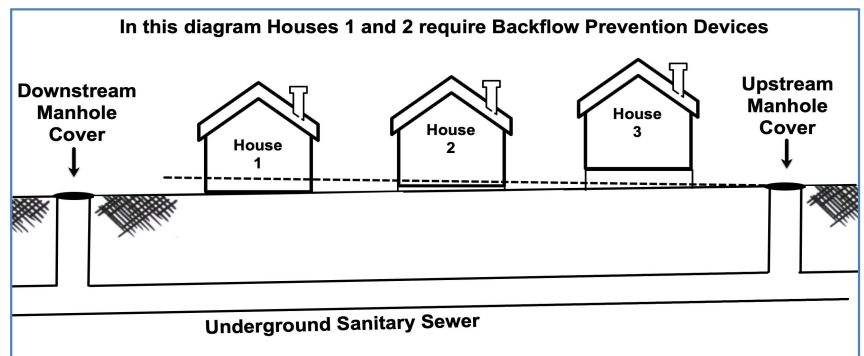 In this diagram Houses 1 and 2 require Backflow Prevention Devices
Downstream
Manhole
Cover
House
1
House
2
House
3
Upstream
Manhole
Cover
Underground Sanitary Sewer